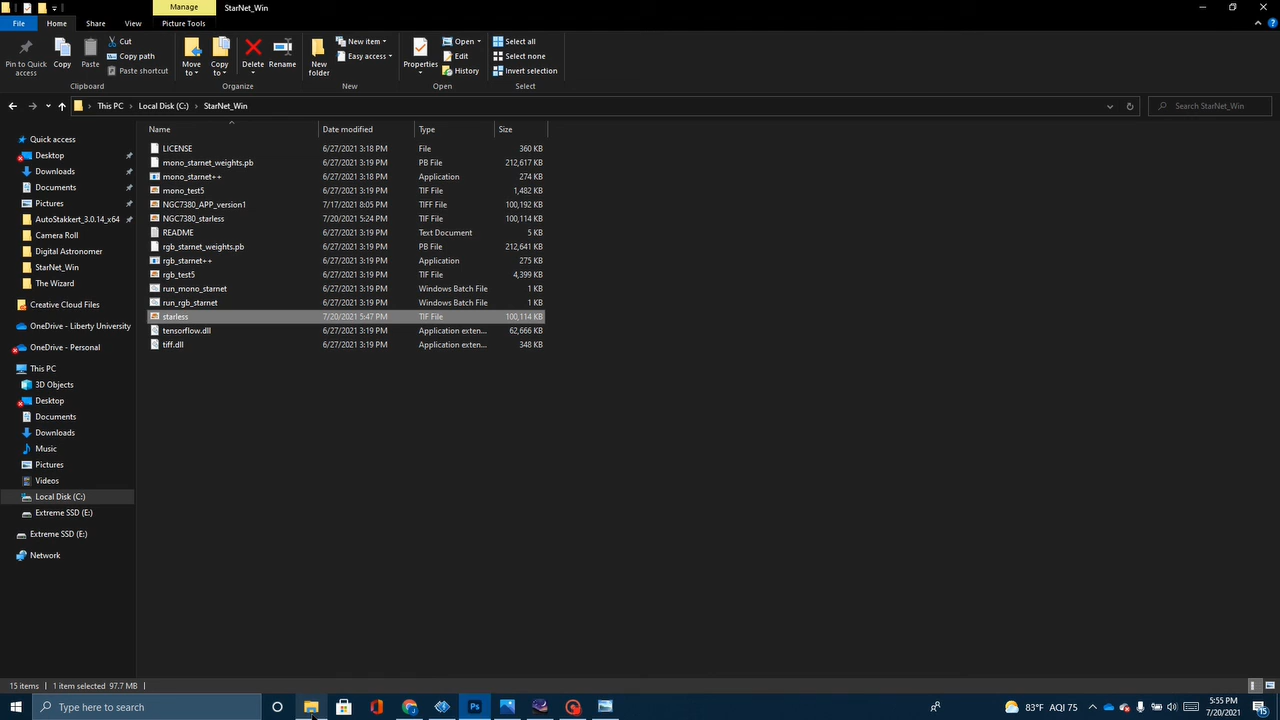 Manage StarNet_Win
File Home Share View Picture Tools
Pin to Quick access
Copy
Paste
Cut
Copy path
Paste shortcut
Clipboard
Move to
Copy to
Delete
Rename
Organize
New folder
New item
Easy access
New
Properties
Open
Edit
History
Open
Select all
Select none
Invert selection
Select
This PC Local Disk (C:) StarNet_Win Search StarNet_Win
Name Date modified Type Size
LICENSE 6/27/2021 3:18 PM File 360 KB
mono_starnet_weights.pb 6/27/2021 3:19 PM PB File 212,617 KB
mono_starnet++ 6/27/2021 3:18 PM Application 274 KB
mono_test5 6/27/2021 3:19 PM TIF File 1,482 KB
NGC7380_APP_version1 7/17/2021 8:05 PM TIFF File 100,192 KB
NGC7380_starless 7/20/2021 5:24 PM TIF File 100,114 KB
README 6/27/2021 3:19 PM Text Document 5 KB
rgb_starnet_weights.pb 6/27/2021 3:19 PM PB File 212,641 KB
rgb_starnet++ 6/27/2021 3:19 PM Application 275 KB
rgb_test5 6/27/2021 3:19 PM TIF File 4,399 KB
run_mono_starnet 6/27/2021 3:19 PM Windows Batch File 1 KB
run_rgb_starnet 6/27/2021 3:19 PM Windows Batch File 1 KB
starless 7/20/2021 5:47 PM TIF File 100,114 KB
tensorflow.dll 6/27/2021 3:19 PM Application exten... 62,666 KB
tiff.dll 6/27/2021 3:19 PM Application exten... 348 KB
Quick access
Desktop
Downloads
Documents
Pictures
AutoStakkert_3.0.14_x64
Camera Roll
Digital Astronomer
StarNet_Win
The Wizard
Creative Cloud Files
OneDrive - Liberty University
OneDrive - Personal
This PC
3D Objects
Desktop
Documents
Downloads
Music
Pictures
Videos
Local Disk (C:)
Extreme SSD (E:)
Extreme SSD (E:)
Network
15 items 1 item selected 97.7 MB
Type here to search
Ps
83°F AQI 75
5:55 PM
7/20/2021
15